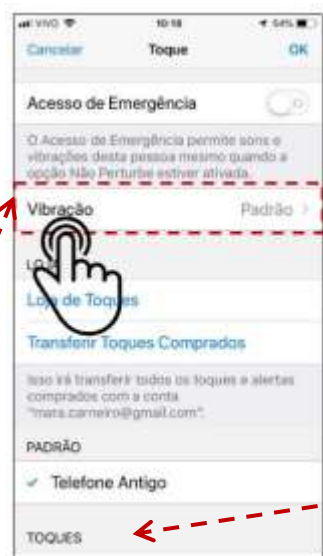 VIVO 10:18 54%
Cancelar Toque OK
Acesso de Emergência
O Acesso de Emergência permite sons e
vibrações desta pessoa mesmo quando a
opção Não Perturbe estiver ativada.
Vibração Padrão
LOJA
Loja de Toques
Transferir Toques Comprados
Isso irá transferir todos os toques e alertas
comprados com a conta
"mara.carneiro@gmail.com".
PADRÃO
Telefone Antigo
TOQUES